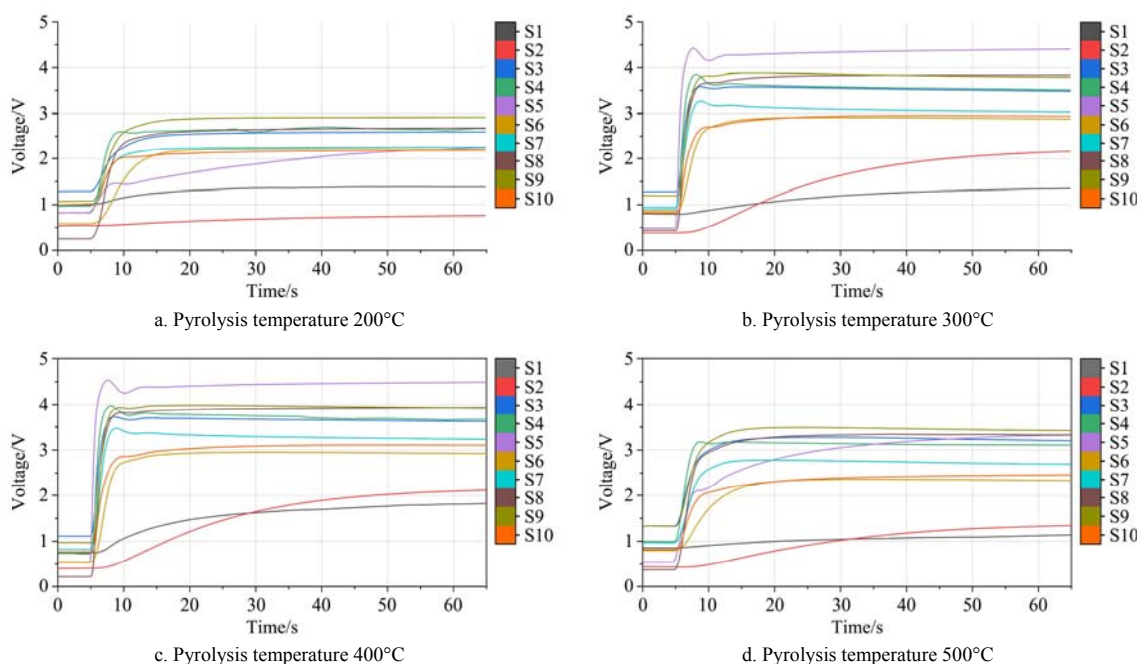 5
4
3
2
1
0
Voltage/V
0 10 20 30 40 50 60
Time/s
S1
S2
S3
S4
S5
S6
S7
S8
S9
S10
a. Pyrolysis temperature 200°C
5
4
3
2
1
0
Voltage/V
0 10 20 30 40 50 60
Time/s
S1
S2
S3
S4
S5
S6
S7
S8
S9
S10
b. Pyrolysis temperature 300°C
5
4
3
2
1
0
Voltage/V
0 10 20 30 40 50 60
Time/s
S1
S2
S3
S4
S5
S6
S7
S8
S9
S10
c. Pyrolysis temperature 400°C
5
4
3
2
1
0
Voltage/V
0 10 20 30 40 50 60
Time/s
S1
S2
S3
S4
S5
S6
S7
S8
S9
S10
d. Pyrolysis temperature 500°C